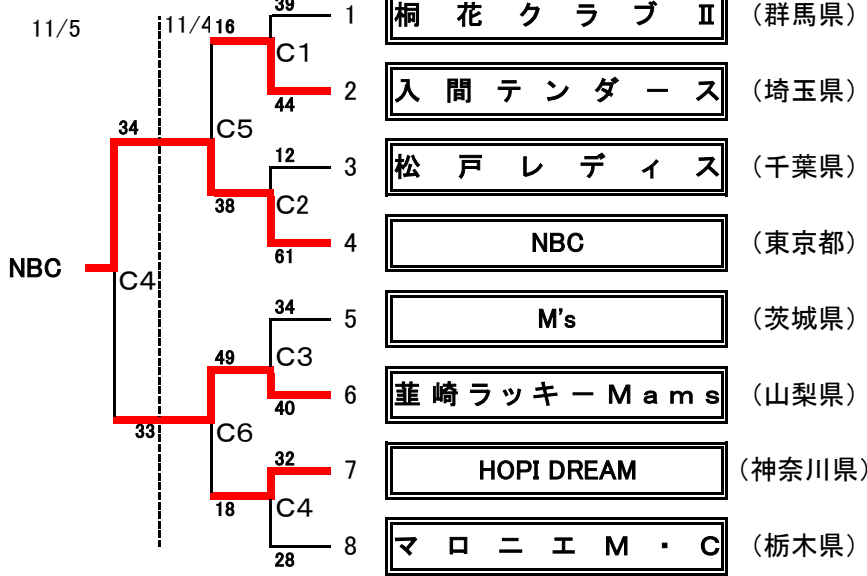 39 1 桐花クラブⅡ （群馬県）
11/5 11/4 16
C1
44 2 入間テンダース （埼玉県）
34 C5
12 3 松戸レディス （千葉県）
38 C2
61 4 NBC （東京都）
NBC C4
34 5 M's （茨城県）
49 C3
40 6 韮崎ラッキーMams （山梨県）
33 C6
32 7 HOPI DREAM （神奈川県）
18 C4
28 8 マロニエM・C （栃木県）